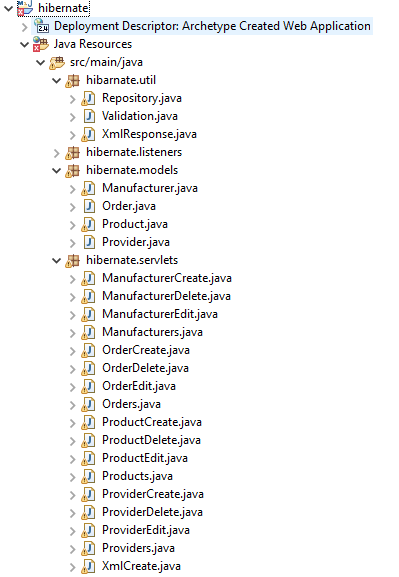 hibernate
Deployment Descriptor: Archetype Created Web Application
Java Resources
src/main/java
hibarnate.util
Repository.java
Validation.java
XmlResponse.java
hibernate.listeners
hibernate.models
Manufacturer.java
Order.java
Product.java
Provider.java
hibernate.servlets
ManufacturerCreate.java
ManufacturerDelete.java
ManufacturerEdit.java
Manufacturers.java
OrderCreate.java
OrderDelete.java
OrderEdit.java
Orders.java
ProductCreate.java
ProductDelete.java
ProductEdit.java
Products.java
ProviderCreate.java
ProviderDelete.java
ProviderEdit.java
Providers.java
XmlCreate.java